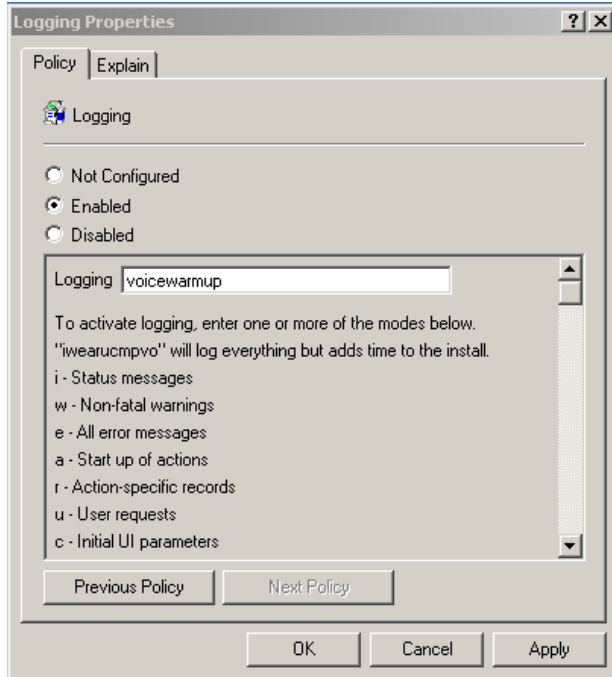 Logging Properties
Policy
Explain
Logging
Not Configured
Enabled
Disabled
Logging voicewarmup
To activate logging, enter one or more of the modes below.
"iwearucmpvo" will log everything but adds time to the install.
i - Status messages
w - Non-fatal warnings
e - All error messages
a - Start up of actions
r - Action-specific records
u - User requests
c - Initial UI parameters
Previous Policy
Next Policy
OK
Cancel
Apply